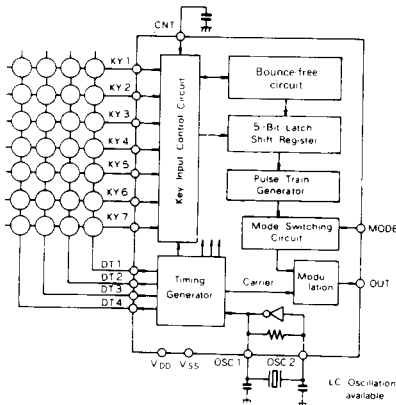 CNT
KY 1
KY 2
KY 3
KY 4
KY 5
KY 6
KY 7
Key Input Control Circuit
Bounce-free
circuit
5-Bit Latch
Shift Register
Pulse Train
Generator
Mode Switching
Circuit
MODE
DT 1
DT 2
DT 3
DT 4
Timing
Generator
Carrier
Modu
lation
OUT
VDD
VSS
OSC 1
OSC 2
LC Oscillation
available